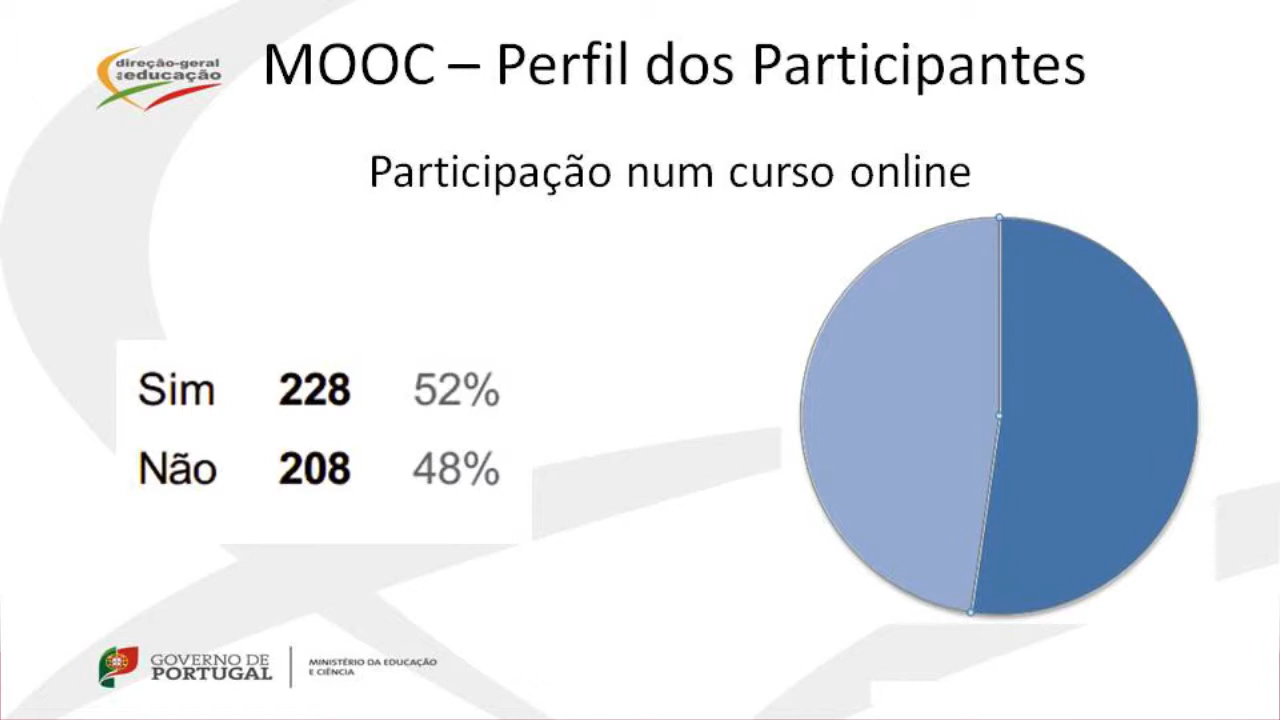 direção-geral
da educação
MOOC – Perfil dos Participantes
Participação num curso online
Sim 228 52%
Não 208 48%
GOVERNO DE
PORTUGAL
MINISTÉRIO DA EDUCAÇÃO
E CIÊNCIA